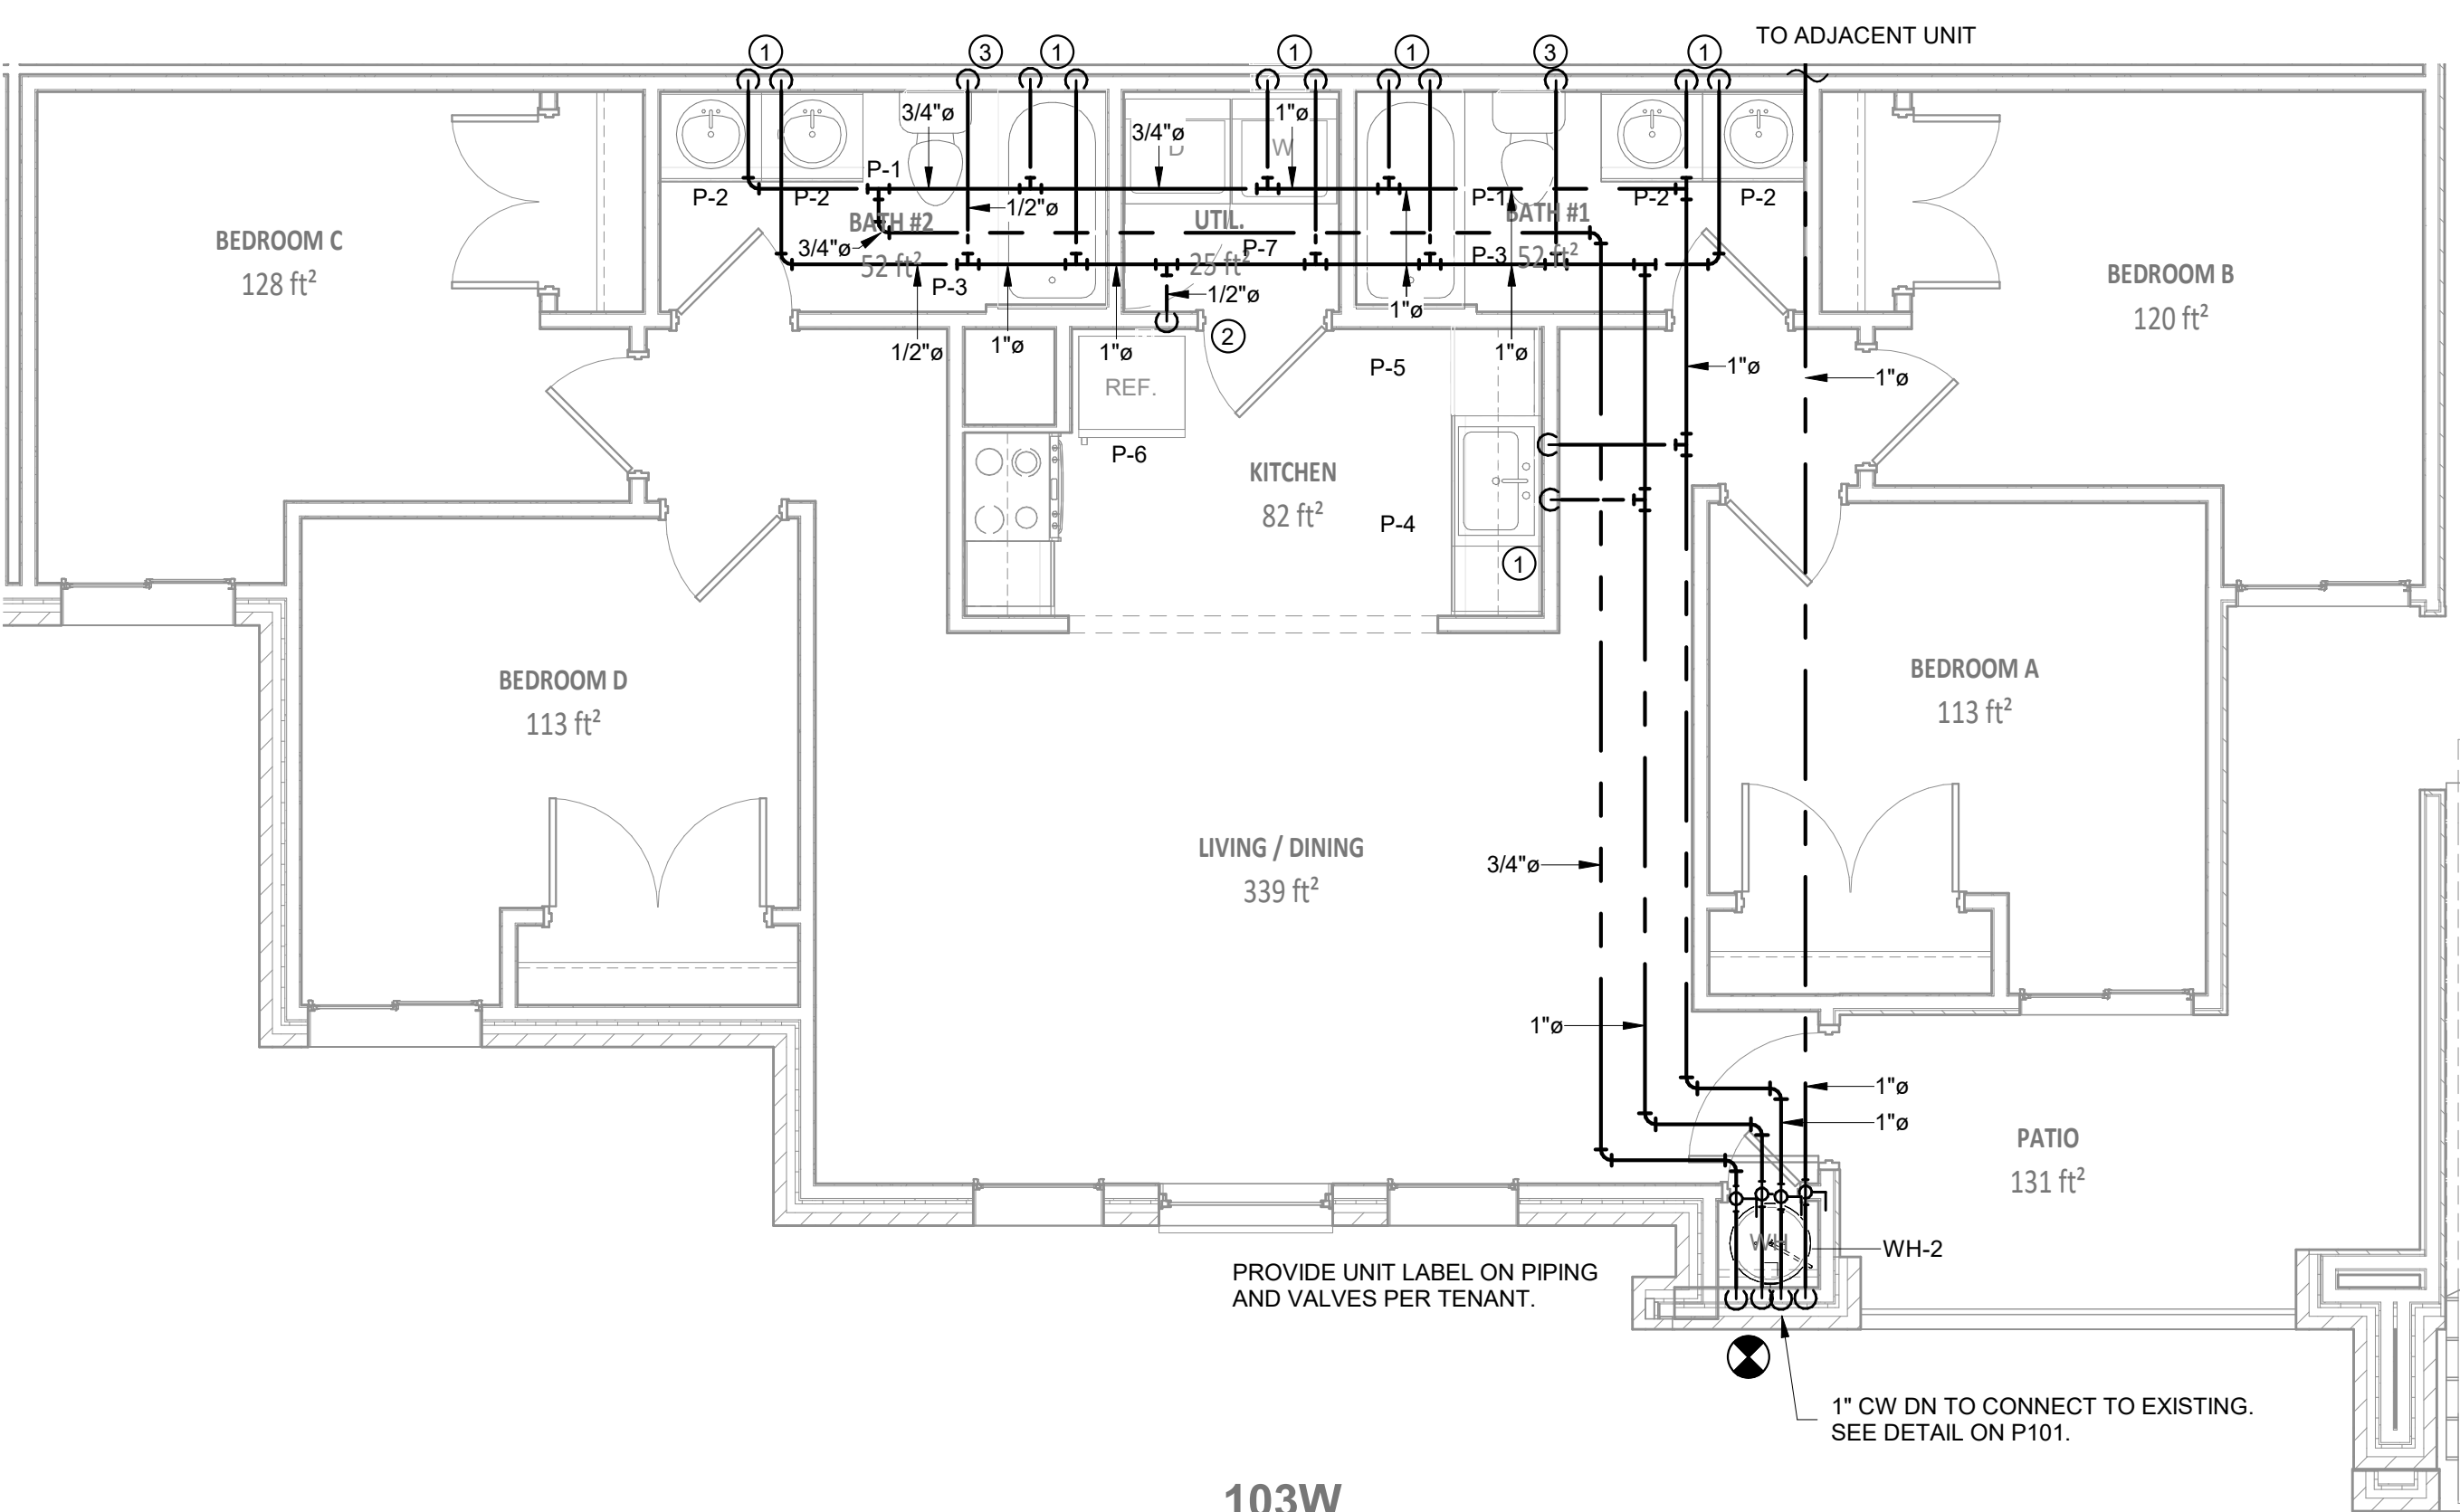 TO ADJACENT UNIT
1
3
1
1
1
3
1
3/4"ø
1"ø
3/4"ø
D
W
P-1
P-2
P-2
1/2"ø
P-1
P-2
P-2
BATH #2
52 ft²
3/4"ø
UTIL.
25 ft²
P-7
BATH #1
52 ft²
P-3
P-3
BEDROOM C
128 ft²
BEDROOM B
120 ft²
1/2"ø
1"ø
2
1/2"ø
1"ø
1"ø
1"ø
P-5
1"ø
1"ø
REF.
P-6
KITCHEN
82 ft²
P-4
1
BEDROOM D
113 ft²
BEDROOM A
113 ft²
LIVING / DINING
339 ft²
3/4"ø
1"ø
1"ø
1"ø
PATIO
131 ft²
WH
WH-2
PROVIDE UNIT LABEL ON PIPING
AND VALVES PER TENANT.
1" CW DN TO CONNECT TO EXISTING.
SEE DETAIL ON P101.
103W